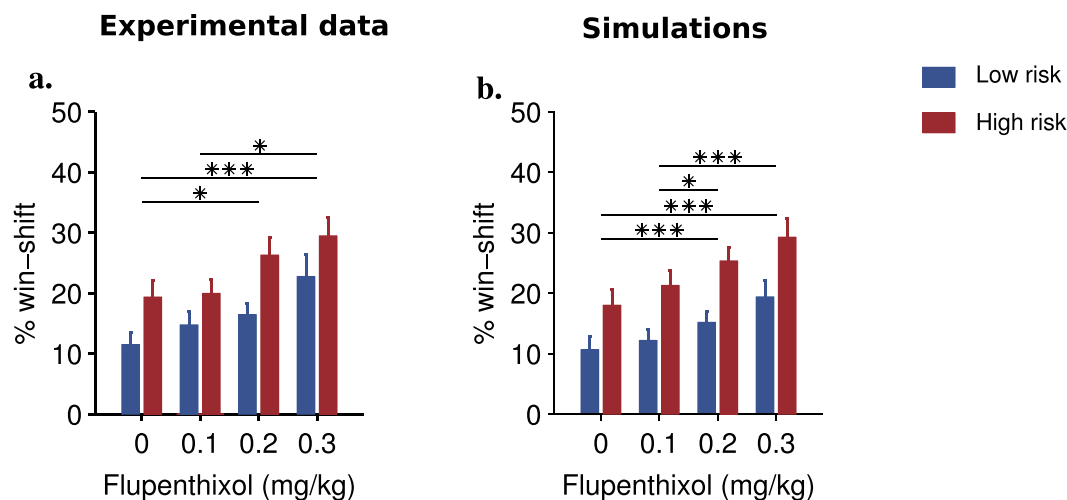 Experimental data
Simulations
a.
b.
Low risk
High risk
% win−shift
50
40
30
20
10
0
*
***
*
0 0.1 0.2 0.3
Flupenthixol (mg/kg)
% win−shift
50
40
30
20
10
0
***
*
***
***
0 0.1 0.2 0.3
Flupenthixol (mg/kg)